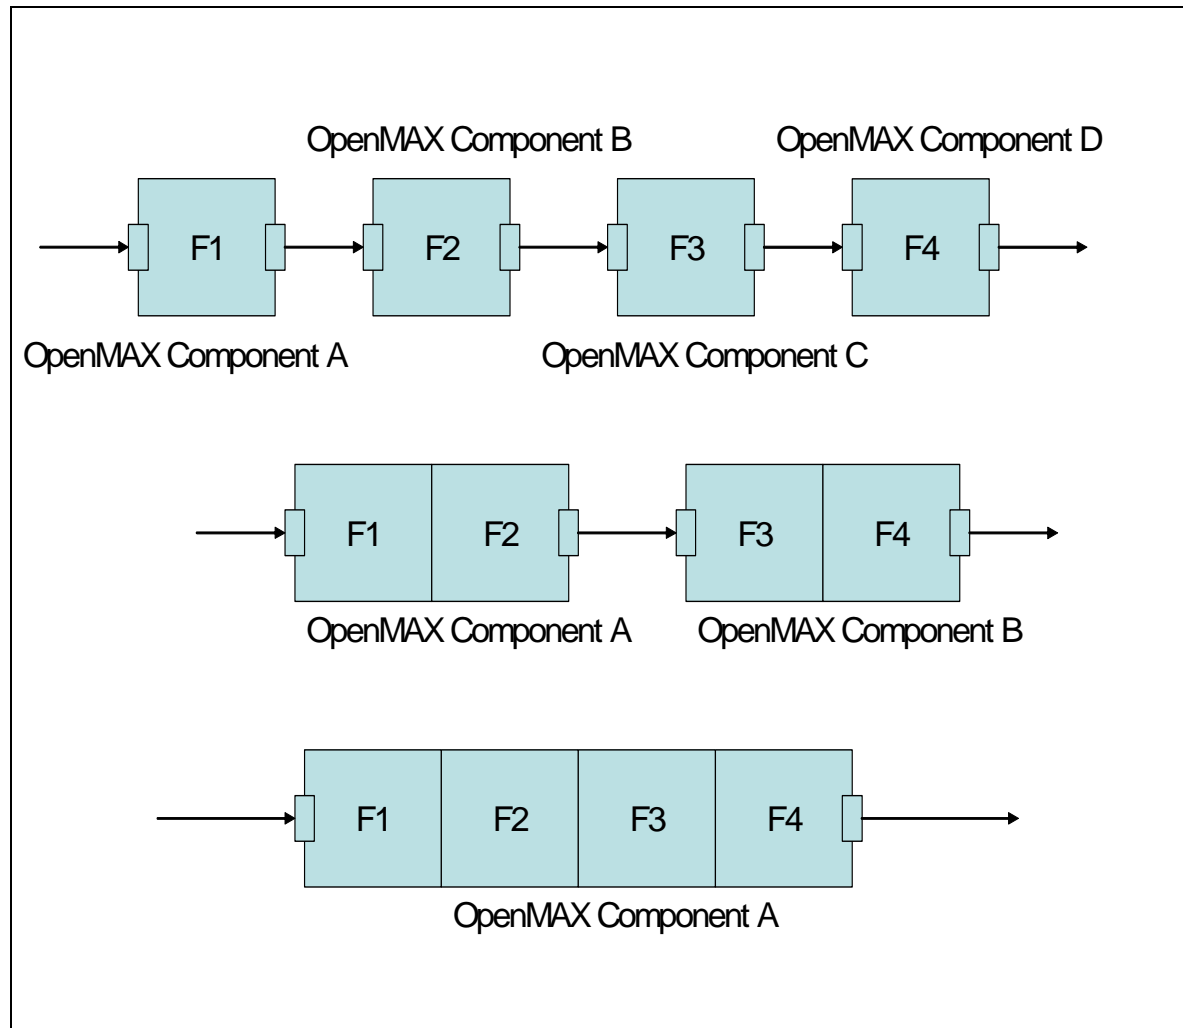 OpenMAX Component B
OpenMAX Component D
F1
F2
F3
F4
OpenMAX Component A
OpenMAX Component C
F1
F2
F3
F4
OpenMAX Component A
OpenMAX Component B
F1
F2
F3
F4
OpenMAX Component A